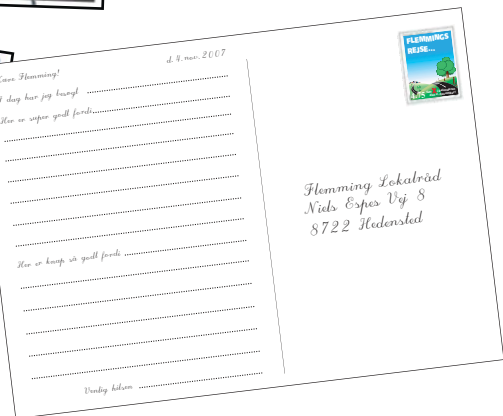 d. 4. nov. 2007
Kære Flemming!
I dag har jeg besøgt
Her er super godt fordi
Her er knap så godt fordi
Venlig hilsen
FLEMMINGS
REJSE...
Flemming Lokalråd
Niels Espes Vej 8
8722 Hedensted